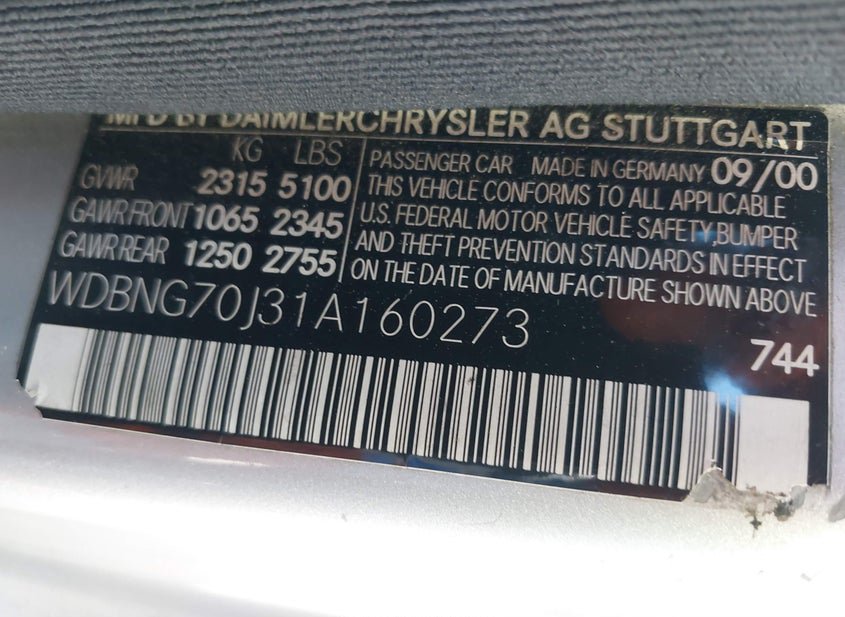 MFD BY DAIMLERCHRYSLER AG STUTTGART
KG LBS
GVWR 2315 5100
GAWR FRONT 1065 2345
GAWR REAR 1250 2755
PASSENGER CAR MADE IN GERMANY 09/00
THIS VEHICLE CONFORMS TO ALL APPLICABLE
U.S. FEDERAL MOTOR VEHICLE SAFETY,BUMPER
AND THEFT PREVENTION STANDARDS IN EFFECT
ON THE DATE OF MANUFACTURE SHOWN ABOVE
WDBNG70J31A160273
744